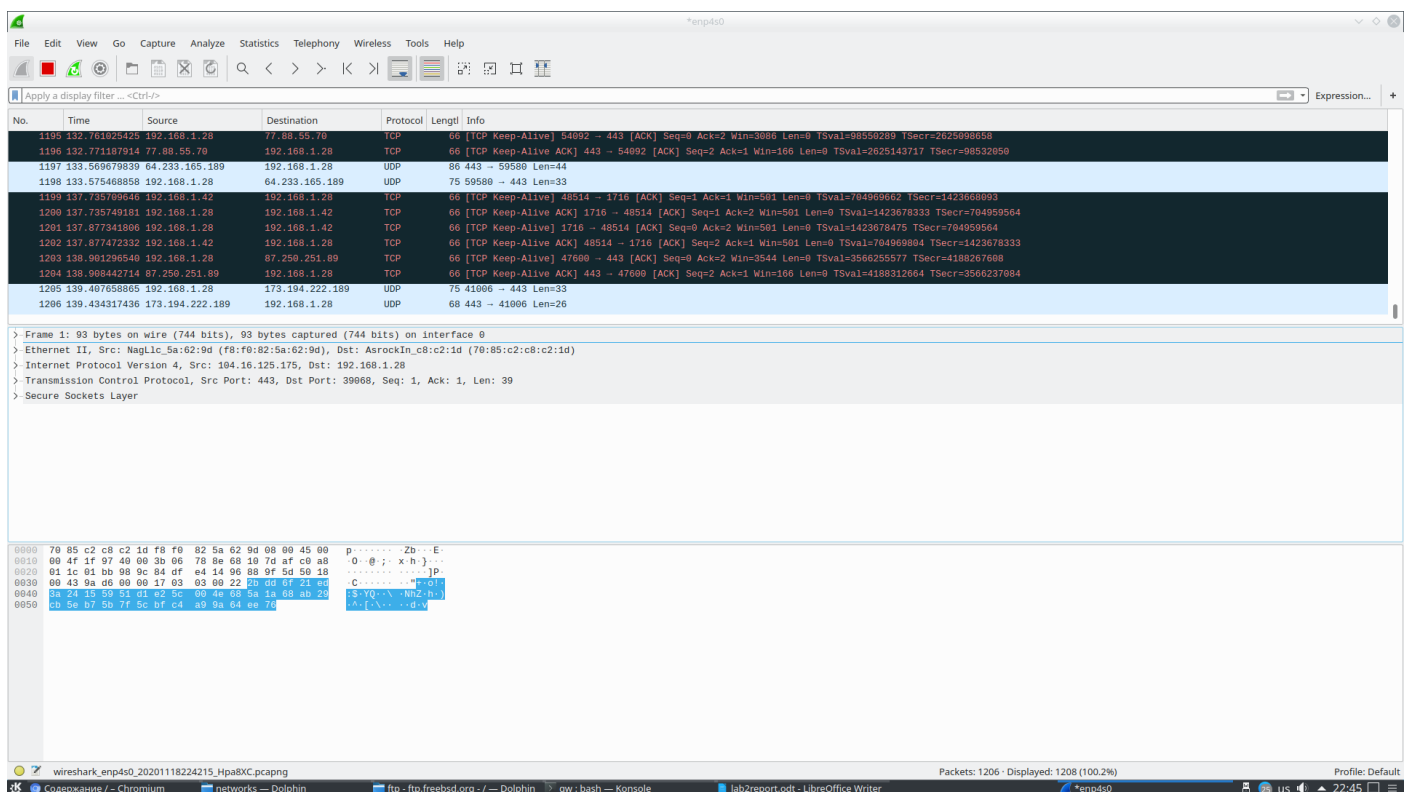 *enp4s0
File Edit View Go Capture Analyze Statistics Telephony Wireless Tools Help
Apply a display filter ... <Ctrl-/> Expression... +
No. Time Source Destination Protocol Lengtl Info
1195 132.761025425 192.168.1.28 77.88.55.70 TCP 66 [TCP Keep-Alive] 54092 → 443 [ACK] Seq=0 Ack=2 Win=3086 Len=0 TSval=98550289 TSecr=2625098658
1196 132.771187914 77.88.55.70 192.168.1.28 TCP 66 [TCP Keep-Alive ACK] 443 → 54092 [ACK] Seq=2 Ack=1 Win=166 Len=0 TSval=2625143717 TSecr=98532050
1197 133.569679839 64.233.165.189 192.168.1.28 UDP 86 443 → 59580 Len=44
1198 133.575468858 192.168.1.28 64.233.165.189 UDP 75 59580 → 443 Len=33
1199 137.735709646 192.168.1.42 192.168.1.28 TCP 66 [TCP Keep-Alive] 48514 → 1716 [ACK] Seq=1 Ack=1 Win=501 Len=0 TSval=704969662 TSecr=1423668093
1200 137.735749181 192.168.1.28 192.168.1.42 TCP 66 [TCP Keep-Alive ACK] 1716 → 48514 [ACK] Seq=1 Ack=2 Win=501 Len=0 TSval=1423678333 TSecr=704959564
1201 137.877341806 192.168.1.28 192.168.1.42 TCP 66 [TCP Keep-Alive] 1716 → 48514 [ACK] Seq=0 Ack=2 Win=501 Len=0 TSval=1423678475 TSecr=704959564
1202 137.877472332 192.168.1.42 192.168.1.28 TCP 66 [TCP Keep-Alive ACK] 48514 → 1716 [ACK] Seq=2 Ack=1 Win=501 Len=0 TSval=704969804 TSecr=1423678333
1203 138.901296540 192.168.1.28 87.250.251.89 TCP 66 [TCP Keep-Alive] 47600 → 443 [ACK] Seq=0 Ack=2 Win=3544 Len=0 TSval=3566255577 TSecr=4188267608
1204 138.908442714 87.250.251.89 192.168.1.28 TCP 66 [TCP Keep-Alive ACK] 443 → 47600 [ACK] Seq=2 Ack=1 Win=166 Len=0 TSval=4188312664 TSecr=3566237084
1205 139.407658865 192.168.1.28 173.194.222.189 UDP 75 41006 → 443 Len=33
1206 139.434317436 173.194.222.189 192.168.1.28 UDP 68 443 → 41006 Len=26
Frame 1: 93 bytes on wire (744 bits), 93 bytes captured (744 bits) on interface 0
Ethernet II, Src: NagLlc_5a:62:9d (f8:f0:82:5a:62:9d), Dst: AsrockIn_c8:c2:1d (70:85:c2:c8:c2:1d)
Internet Protocol Version 4, Src: 104.16.125.175, Dst: 192.168.1.28
Transmission Control Protocol, Src Port: 443, Dst Port: 39068, Seq: 1, Ack: 1, Len: 39
Secure Sockets Layer
0000 70 85 c2 c8 c2 1d f8 f0 82 5a 62 9d 08 00 45 00 p······· ·Zb···E·
0010 00 4f 1f 97 40 00 3b 06 78 8e 68 10 7d af c0 a8 ·O··@·;· x·h·}···
0020 01 1c 01 bb 98 9c 84 df e4 14 96 88 9f 5d 50 18 ········ ·····]P·
0030 00 43 9a d6 00 00 17 03 03 00 22 2b dd 6f 21 ed ·C······ ··"+·o!·
0040 3a 24 15 59 51 d1 e2 5c 00 4e 68 5a 1a 68 ab 29 :$·YQ··\ ·NhZ·h·)
0050 cb 5e b7 5b 7f 5c bf c4 a9 9a 64 ee 76 ·^·[·\·· ··d·v
wireshark_enp4s0_20201118224215_Hpa8XC.pcapng Packets: 1206 · Displayed: 1208 (100.2%) Profile: Default
Содержание / – Chromium networks — Dolphin ftp - ftp.freebsd.org - / — Dolphin qw : bash — Konsole lab2report.odt - LibreOffice Writer *enp4s0 25 us 22:45